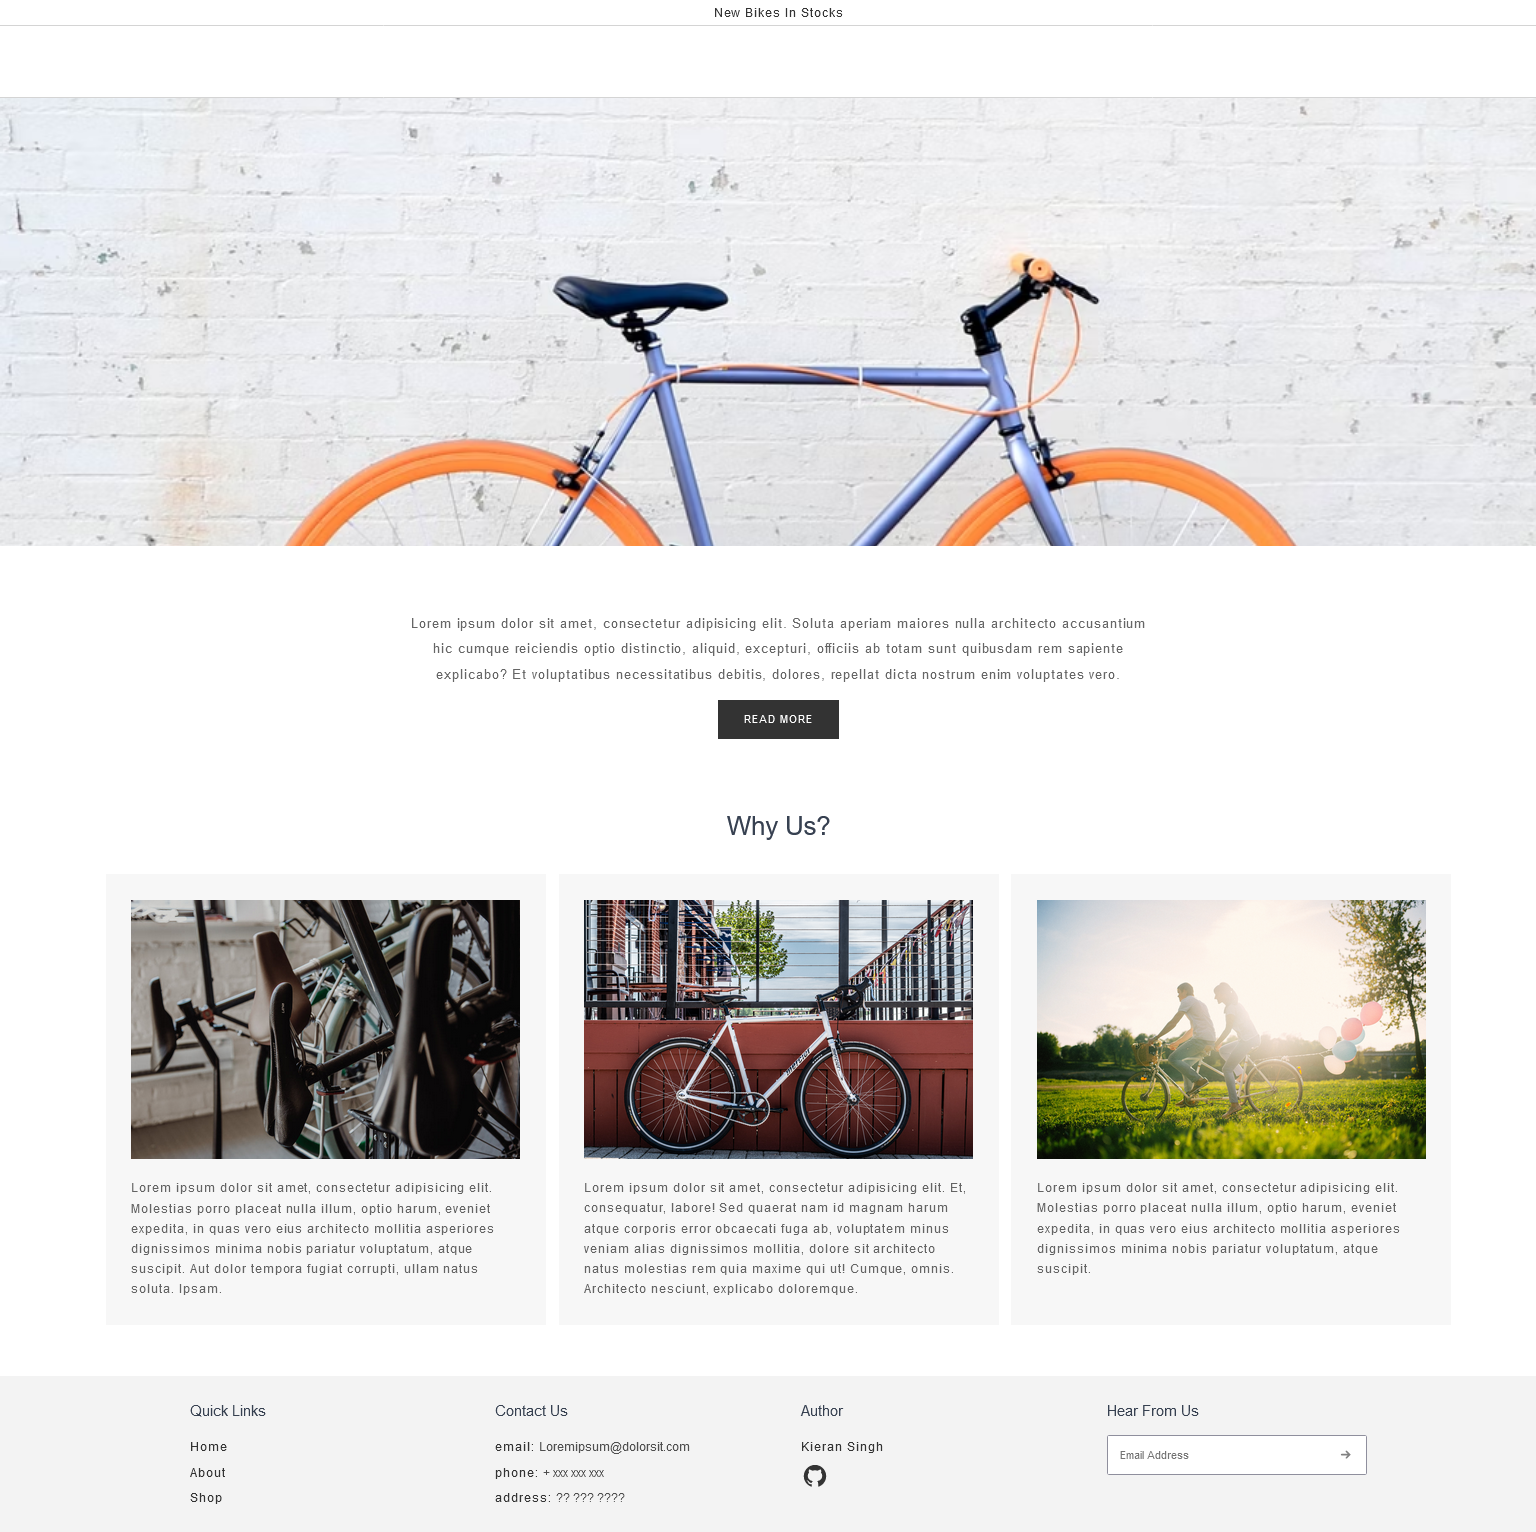 New Bikes In Stocks
Lorem ipsum dolor sit amet, consectetur adipisicing elit. Soluta aperiam maiores nulla architecto accusantium
hic cumque reiciendis optio distinctio, aliquid, excepturi, officiis ab totam sunt quibusdam rem sapiente
explicabo? Et voluptatibus necessitatibus debitis, dolores, repellat dicta nostrum enim voluptates vero.
READ MORE
Why Us?
mercier
Lorem ipsum dolor sit amet, consectetur adipisicing elit.
Molestias porro placeat nulla illum, optio harum, eveniet
expedita, in quas vero eius architecto mollitia asperiores
dignissimos minima nobis pariatur voluptatum, atque
suscipit. Aut dolor tempora fugiat corrupti, ullam natus
soluta. Ipsam.
Lorem ipsum dolor sit amet, consectetur adipisicing elit. Et,
consequatur, labore! Sed quaerat nam id magnam harum
atque corporis error obcaecati fuga ab, voluptatem minus
veniam alias dignissimos mollitia, dolore sit architecto
natus molestias rem quia maxime qui ut! Cumque, omnis.
Architecto nesciunt, explicabo doloremque.
Lorem ipsum dolor sit amet, consectetur adipisicing elit.
Molestias porro placeat nulla illum, optio harum, eveniet
expedita, in quas vero eius architecto mollitia asperiores
dignissimos minima nobis pariatur voluptatum, atque
suscipit.
Quick Links
Home
About
Shop
Contact Us
email: Loremipsum@dolorsit.com
phone: + xxx xxx xxx
address: ?? ??? ????
Author
Kieran Singh
Hear From Us
Email Address